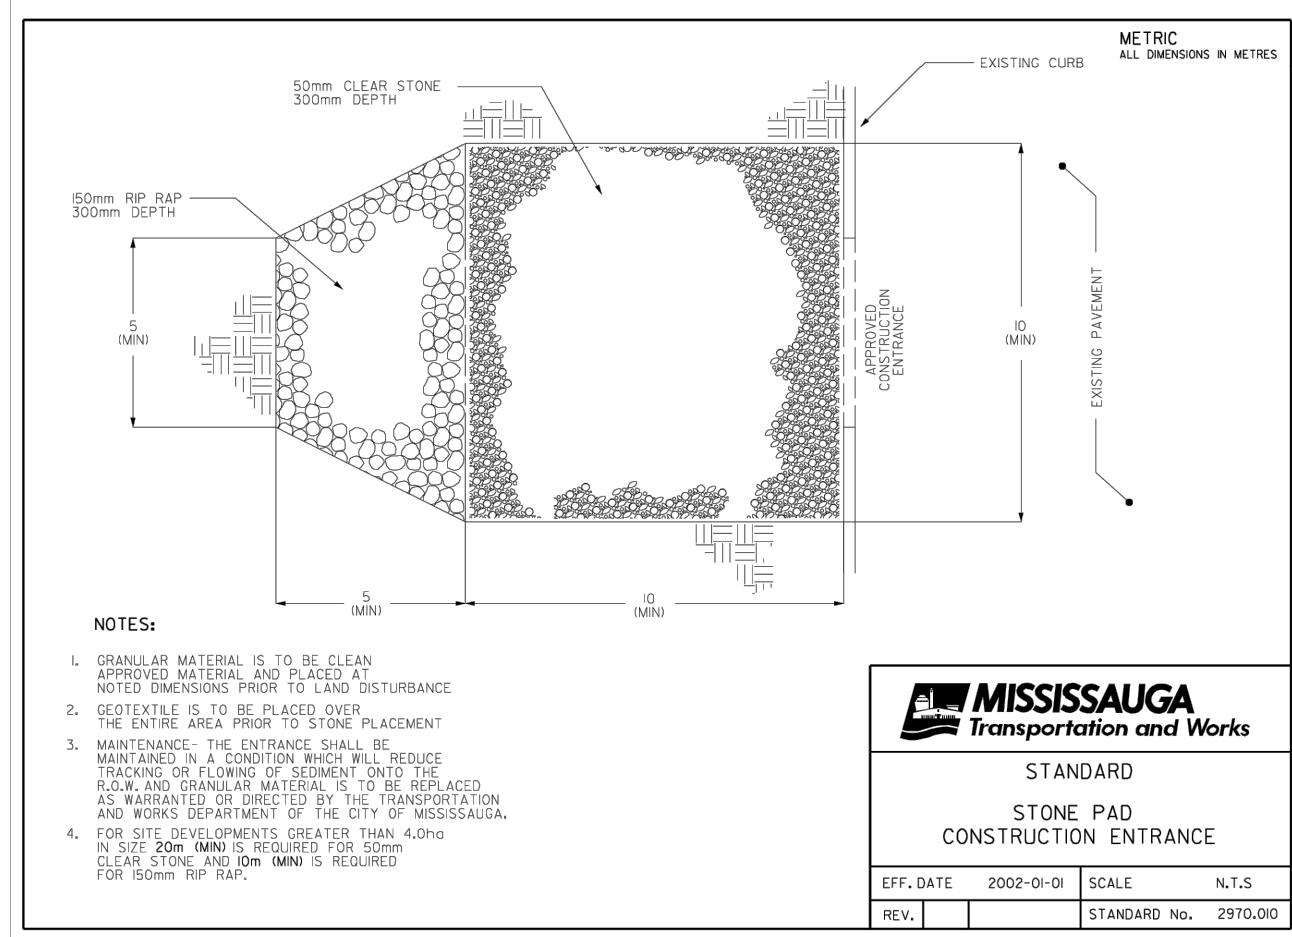 METRIC
ALL DIMENSIONS IN METRES
EXISTING CURB
50mm CLEAR STONE
300mm DEPTH
150mm RIP RAP
300mm DEPTH
5
(MIN)
APPROVED
CONSTRUCTION
ENTRANCE
10
(MIN)
EXISTING PAVEMENT
5
(MIN)
10
(MIN)
NOTES:
1. GRANULAR MATERIAL IS TO BE CLEAN
APPROVED MATERIAL AND PLACED AT
NOTED DIMENSIONS PRIOR TO LAND DISTURBANCE
2. GEOTEXTILE IS TO BE PLACED OVER
THE ENTIRE AREA PRIOR TO STONE PLACEMENT
3. MAINTENANCE- THE ENTRANCE SHALL BE
MAINTAINED IN A CONDITION WHICH WILL REDUCE
TRACKING OR FLOWING OF SEDIMENT ONTO THE
R.O.W. AND GRANULAR MATERIAL IS TO BE REPLACED
AS WARRANTED OR DIRECTED BY THE TRANSPORTATION
AND WORKS DEPARTMENT OF THE CITY OF MISSISSAUGA.
4. FOR SITE DEVELOPMENTS GREATER THAN 4.0ha
IN SIZE 20m (MIN) IS REQUIRED FOR 50mm
CLEAR STONE AND 10m (MIN) IS REQUIRED
FOR 150mm RIP RAP.
MISSISSAUGA
Transportation and Works
STANDARD
STONE PAD
CONSTRUCTION ENTRANCE
EFF. DATE 2002-01-01 SCALE N.T.S
REV. STANDARD No. 2970.010